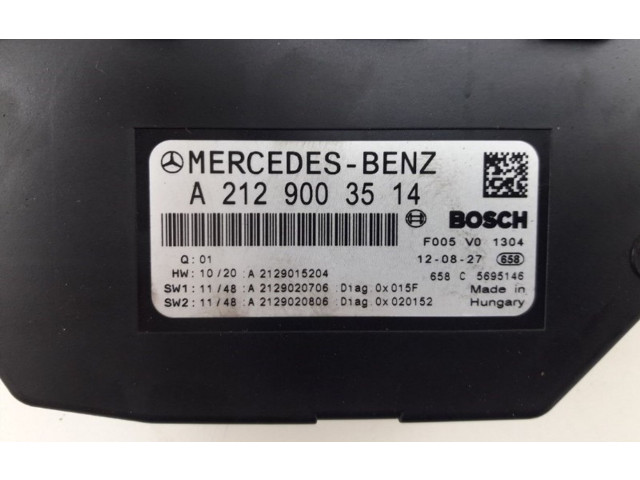 MERCEDES-BENZ
A 212 900 35 14
BOSCH
F005 V0 1304
Q: 01
12-08-27 658
HW: 10/20 :A 2129015204
658 C 5695146
SW1: 11/48 :A 2129020706 :Diag:0x015F
Made in
SW2: 11/48 :A 2129020806 :Diag:0x020152
Hungary